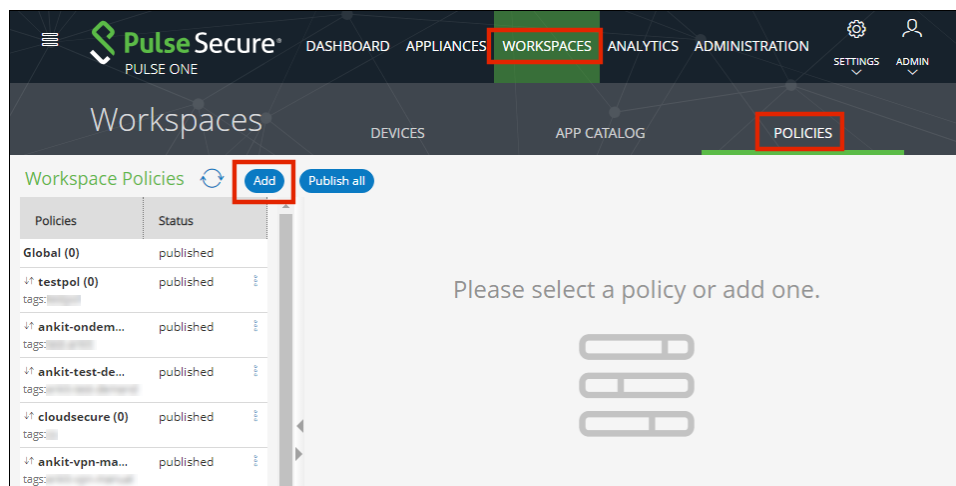 Pulse Secure®
PULSE ONE
DASHBOARD APPLIANCES WORKSPACES ANALYTICS ADMINISTRATION
SETTINGS ADMIN
Workspaces DEVICES APP CATALOG POLICIES
Workspace Policies Add Publish all
Policies Status
Global (0) published
testpol (0) published
tags:
ankit-ondem... published
tags:
ankit-test-de... published
tags:
cloudsecure (0) published
tags:
ankit-vpn-ma... published
tags:
Please select a policy or add one.